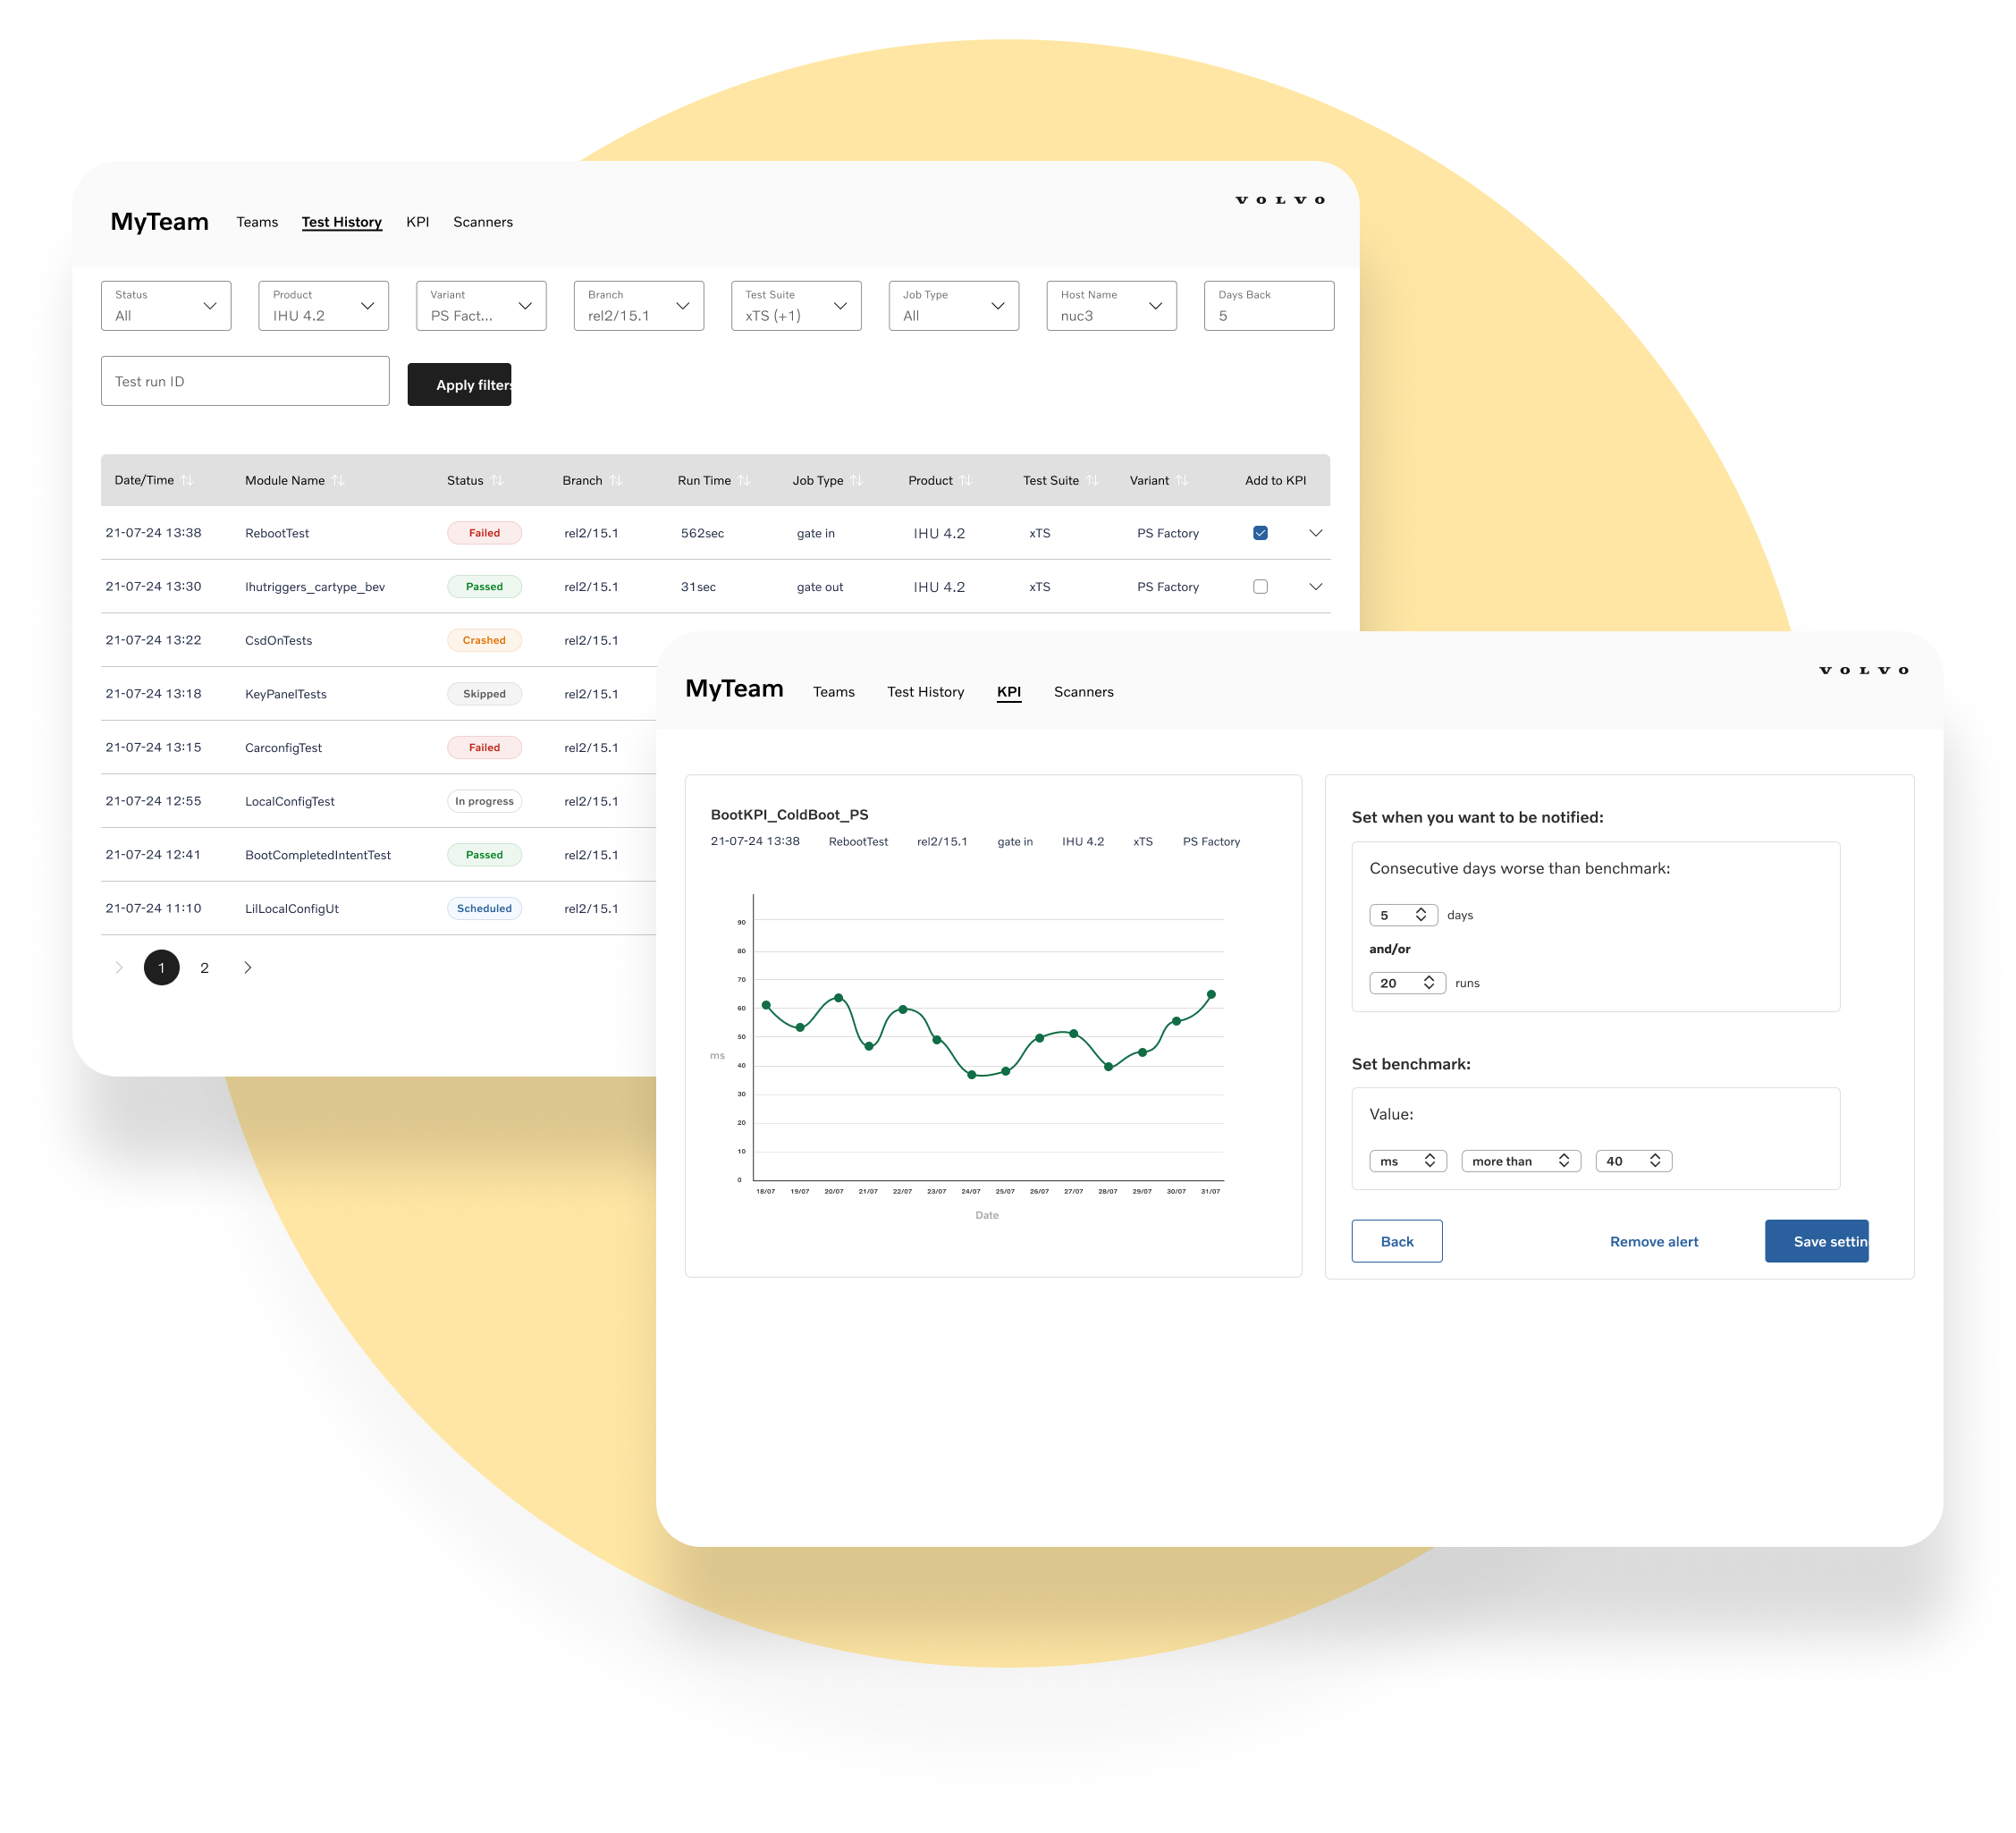 VOLVO
MyTeam Teams Test History KPI Scanners
Status Product Variant Branch Test Suite Job Type Host Name Days Back
All IHU 4.2 PS Fact... rel2/15.1 xTS (+1) All nuc3 5
Test run ID Apply filters
Date/Time Module Name Status Branch Run Time Job Type Product Test Suite Variant Add to KPI
21-07-24 13:38 RebootTest Failed rel2/15.1 562sec gate in IHU 4.2 xTS PS Factory
21-07-24 13:30 Ihutriggers_cartype_bev Passed rel2/15.1 31sec gate out IHU 4.2 xTS PS Factory
21-07-24 13:22 CsdOnTests Crashed rel2/15.1
21-07-24 13:18 KeyPanelTests Skipped rel2/15.1
21-07-24 13:15 CarconfigTest Failed rel2/15.1
21-07-24 12:55 LocalConfigTest In progress rel2/15.1
21-07-24 12:41 BootCompletedIntentTest Passed rel2/15.1
21-07-24 11:10 LilLocalConfigUt Scheduled rel2/15.1
1 2
VOLVO
MyTeam Teams Test History KPI Scanners
BootKPI_ColdBoot_PS
21-07-24 13:38 RebootTest rel2/15.1 gate in IHU 4.2 xTS PS Factory
90
80
70
60
50
ms
40
30
20
10
0
18/07 19/07 20/07 21/07 22/07 23/07 24/07 25/07 26/07 27/07 28/07 29/07 30/07 31/07
Date
Set when you want to be notified:
Consecutive days worse than benchmark:
5 days
and/or
20 runs
Set benchmark:
Value:
ms more than 40
Back Remove alert Save settin